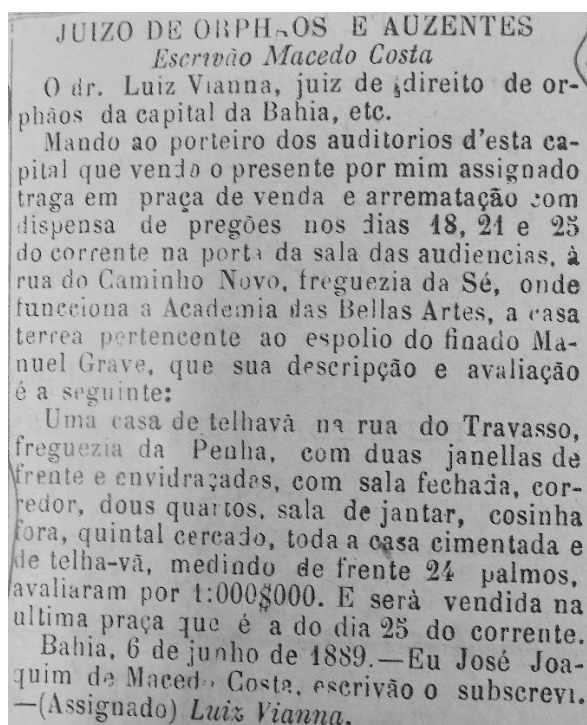 JUIZO DE ORPHÃOS E AUZENTES
Escrivão Macedo Costa
O dr. Luiz Vianna, juiz de direito de or-
phãos da capital da Bahia, etc.
Mando ao porteiro dos auditorios d'esta ca-
pital que vendo o presente por mim assignado
traga em praça de venda e arrematação com
dispensa de pregões nos dias 18, 21 e 25
do corrente na porta da sala das audiencias, à
rua do Caminho Novo, freguezia da Sé, onde
funcciona a Academia das Bellas Artes, a casa
terrea pertencente ao espolio do finado Ma-
nuel Grave, que sua descripção e avaliação
é a seguinte:
Uma casa de telhavã na rua do Travasso,
freguezia da Penha, com duas janellas de
frente e envidraçadas, com sala fechada, cor-
redor, dous quartos, sala de jantar, cosinha
fora, quintal cercado, toda a casa cimentada e
de telha-vã, medindo de frente 24 palmos,
avaliaram por 1:000$000. E serà vendida na
ultima praça que é a do dia 25 do corrente.
Bahia, 6 de junho de 1889.—Eu José Joa-
quim de Macedo Costa, escrivão o subscrevi.
—(Assignado) Luiz Vianna.